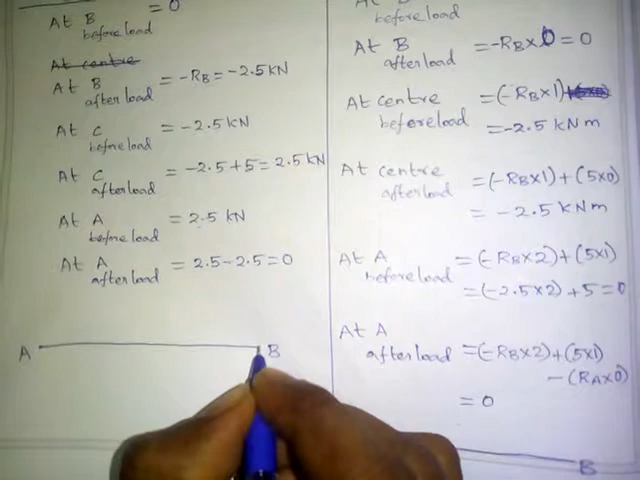 At B = 0
before load
At centre
At B = -RB = -2.5 kN
after load
At C = -2.5 kN
before load
At C = -2.5 + 5 = 2.5 kN
after load
At A = 2.5 kN
before load
At A = 2.5 - 2.5 = 0
after load
A B
At B
before load
At B = -RB x 0 = 0
after load
At centre = (-RB x 1)
before load = -2.5 kNm
At centre = (-RB x 1) + (5 x 0)
after load
= -2.5 kNm
At A = (-RB x 2) + (5 x 1)
before load = (-2.5 x 2) + 5 = 0
At A
after load = (-RB x 2) + (5 x 1)
- (RA x 0)
= 0
B